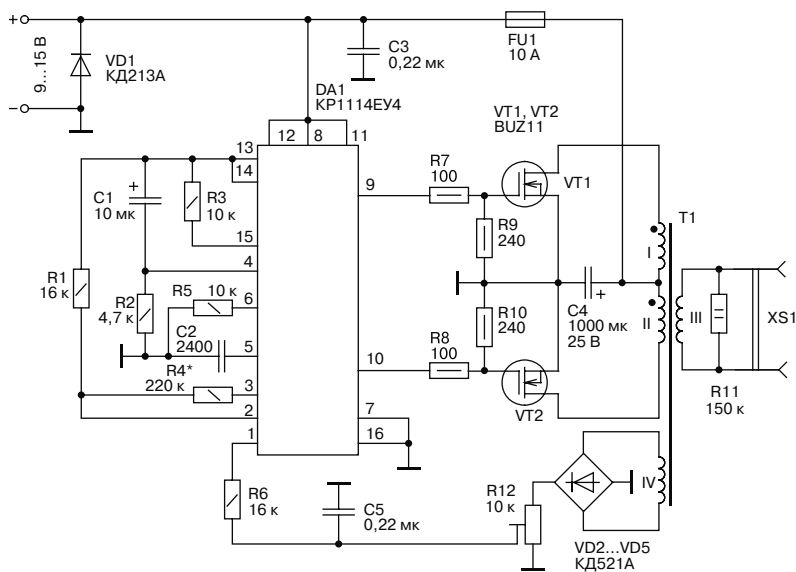 +
−
9...15 В
VD1
КД213А
C3
0,22 мк
FU1
10 А
DA1
КР1114ЕУ4
12 8 11
13
14
15
4
6
5
3
2
1
9
10
7
16
C1
+
10 мк
R3
10 к
R1
16 к
R2
4,7 к
R5 10 к
C2
2400
R4*
220 к
R6
16 к
C5
0,22 мк
VT1, VT2
BUZ11
R7
100
VT1
R9
240
R10
240
R8
100
VT2
C4
+
1000 мк
25 В
T1
I
II
III
IV
XS1
R11
150 к
R12
10 к
VD2...VD5
КД521А